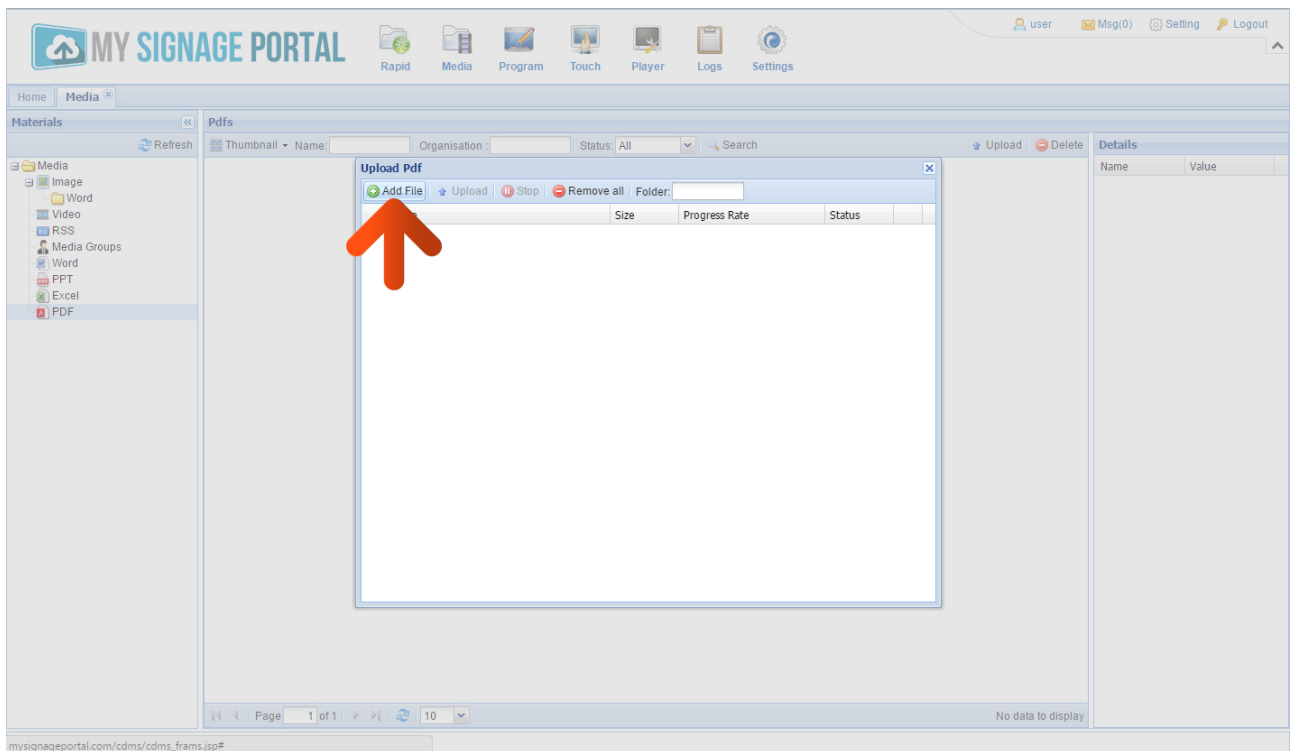 user Msg(0) Setting Logout
MY SIGNAGE PORTAL
Rapid Media Program Touch Player Logs Settings
Home Media
Materials
Refresh
Media
Image
Word
Video
RSS
Media Groups
Word
PPT
Excel
PDF
Pdfs
Thumbnail Name: Organisation : Status: All Search Upload Delete
Upload Pdf
Add File Upload Stop Remove all Folder:
Size Progress Rate Status
Details
Name Value
Page 1 of 1 10 No data to display
mysignageportal.com/cdms/cdms_frams.jsp#